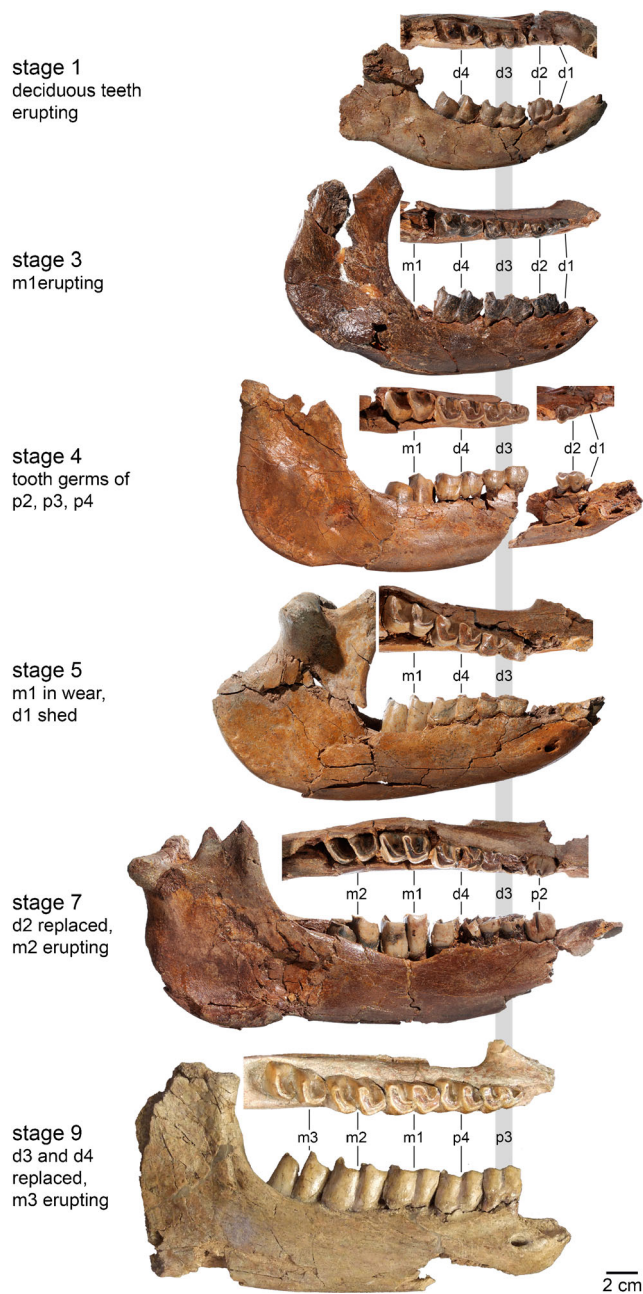 stage 1
deciduous teeth
erupting
d4 d3 d2 d1
stage 3
m1erupting
m1 d4 d3 d2 d1
stage 4
tooth germs of
p2, p3, p4
m1 d4 d3 d2 d1
stage 5
m1 in wear,
d1 shed
m1 d4 d3
stage 7
d2 replaced,
m2 erupting
m2 m1 d4 d3 p2
stage 9
d3 and d4
replaced,
m3 erupting
m3 m2 m1 p4 p3
2 cm